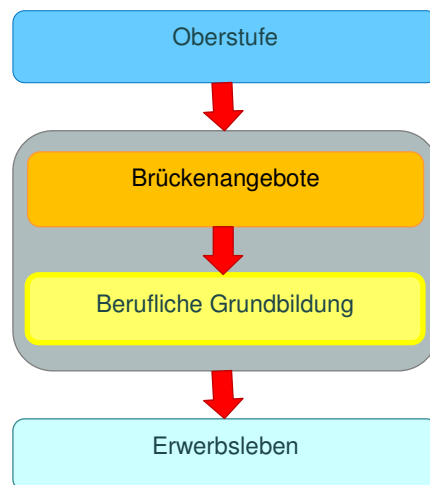 Oberstufe
Brückenangebote
Berufliche Grundbildung
Erwerbsleben